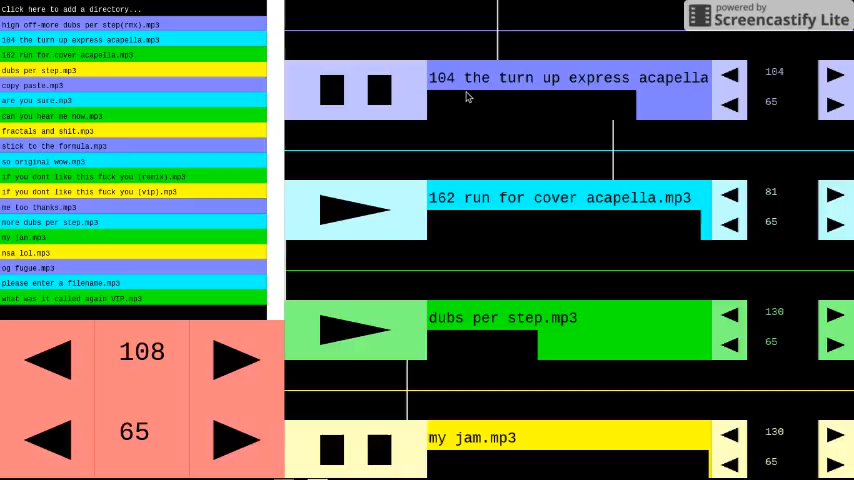 Click here to add a directory...
high off-more dubs per step(rmx).mp3
104 the turn up express acapella.mp3
162 run for cover acapella.mp3
dubs per step.mp3
copy paste.mp3
are you sure.mp3
can you hear me now.mp3
fractals and shit.mp3
stick to the formula.mp3
so original wow.mp3
if you dont like this fuck you (remix).mp3
if you dont like this fuck you (vip).mp3
me too thanks.mp3
more dubs per step.mp3
my jam.mp3
nsa lol.mp3
og fugue.mp3
please enter a filename.mp3
what was it called again VIP.mp3
108
65
powered by
Screencastify Lite
104 the turn up express acapella
104
65
162 run for cover acapella.mp3
81
65
dubs per step.mp3
130
65
my jam.mp3
130
65